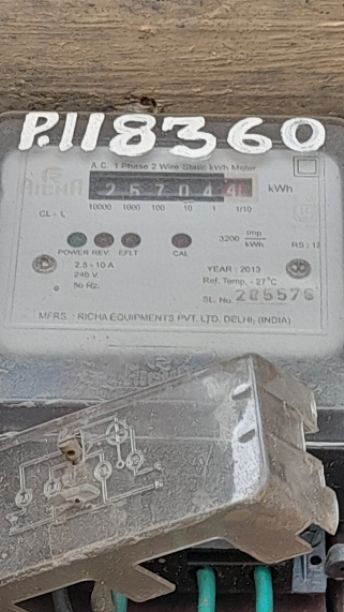 P.118360
A.C. 1 Phase 2 Wire Static kWh Meter
RICHA
257044 kWh
CL-1
10000 1000 100 10 1 1/10
3200 imp/kWh
POWER REV EFLT CAL
2.5 - 10 A
240 V.
50 Hz.
YEAR : 2013
Ref. Temp. - 27°C
SL. No.
MFRS. : RICHA EQUIPMENTS PVT. LTD. DELHI, (INDIA)